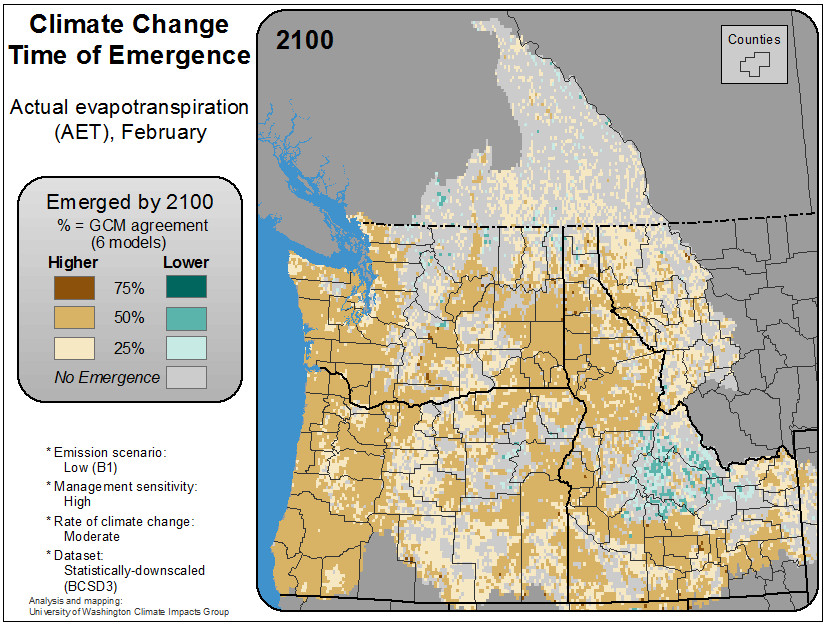 Climate Change
Time of Emergence
Actual evapotranspiration
(AET), February
Emerged by 2100
% = GCM agreement
(6 models)
Higher Lower
75%
50%
25%
No Emergence
* Emission scenario:
Low (B1)
* Management sensitivity:
High
* Rate of climate change:
Moderate
* Dataset:
Statistically-downscaled
(BCSD3)
Analysis and mapping:
University of Washington Climate Impacts Group
2100
Counties